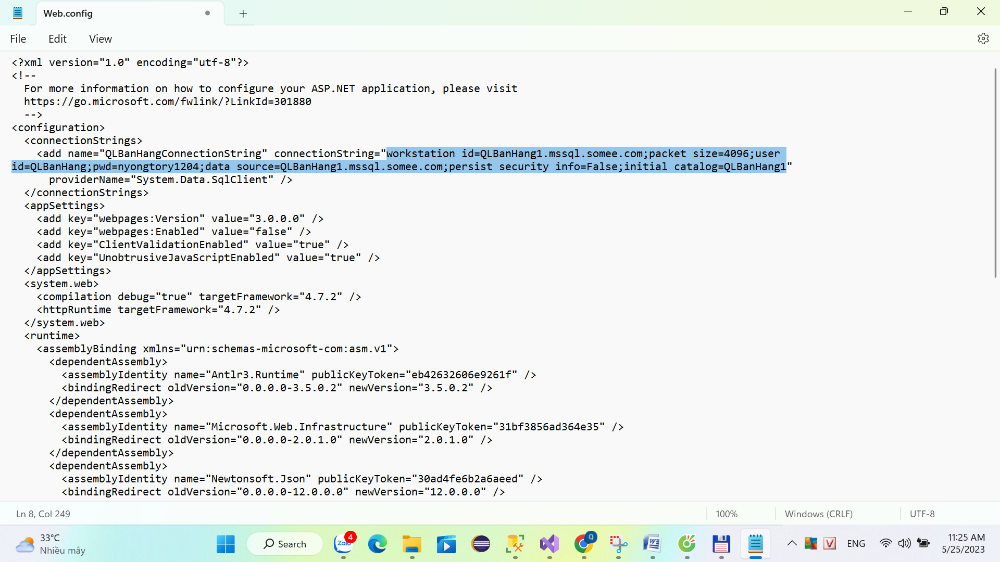 Web.config
File Edit View
<?xml version="1.0" encoding="utf-8"?>
<!--
  For more information on how to configure your ASP.NET application, please visit
  https://go.microsoft.com/fwlink/?LinkId=301880
  -->
<configuration>
  <connectionStrings>
    <add name="QLBanHangConnectionString" connectionString="workstation id=QLBanHang1.mssql.somee.com;packet size=4096;user
id=QLBanHang;pwd=nyongtory1204;data source=QLBanHang1.mssql.somee.com;persist security info=False;initial catalog=QLBanHang1"
      providerName="System.Data.SqlClient" />
  </connectionStrings>
  <appSettings>
    <add key="webpages:Version" value="3.0.0.0" />
    <add key="webpages:Enabled" value="false" />
    <add key="ClientValidationEnabled" value="true" />
    <add key="UnobtrusiveJavaScriptEnabled" value="true" />
  </appSettings>
  <system.web>
    <compilation debug="true" targetFramework="4.7.2" />
    <httpRuntime targetFramework="4.7.2" />
  </system.web>
  <runtime>
    <assemblyBinding xmlns="urn:schemas-microsoft-com:asm.v1">
      <dependentAssembly>
        <assemblyIdentity name="Antlr3.Runtime" publicKeyToken="eb42632606e9261f" />
        <bindingRedirect oldVersion="0.0.0.0-3.5.0.2" newVersion="3.5.0.2" />
      </dependentAssembly>
      <dependentAssembly>
        <assemblyIdentity name="Microsoft.Web.Infrastructure" publicKeyToken="31bf3856ad364e35" />
        <bindingRedirect oldVersion="0.0.0.0-2.0.1.0" newVersion="2.0.1.0" />
      </dependentAssembly>
      <dependentAssembly>
        <assemblyIdentity name="Newtonsoft.Json" publicKeyToken="30ad4fe6b2a6aeed" />
        <bindingRedirect oldVersion="0.0.0.0-12.0.0.0" newVersion="12.0.0.0" />
Ln 8, Col 249 100% Windows (CRLF) UTF-8
33°C
Nhiều mây
Search
Zalo 4
Q
ENG
11:25 AM
5/25/2023